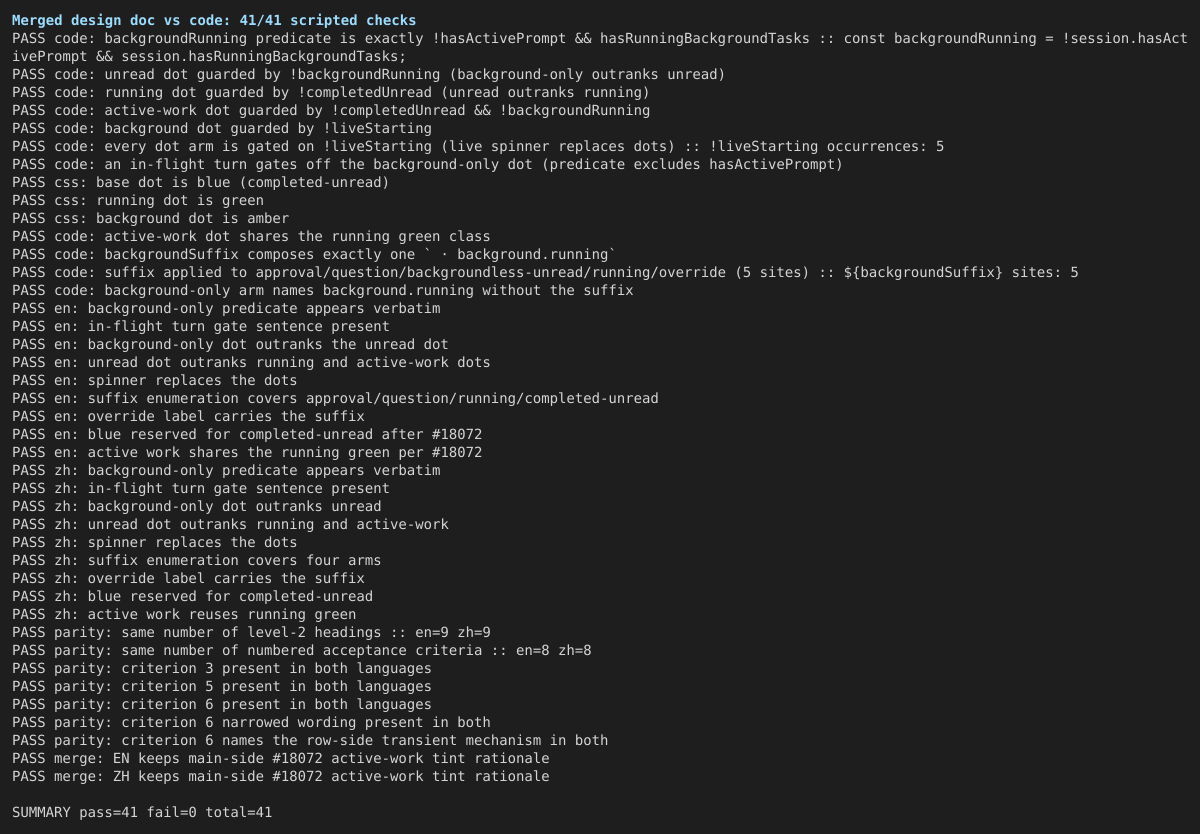 Merged design doc vs code: 41/41 scripted checks
PASS code: backgroundRunning predicate is exactly !hasActivePrompt && hasRunningBackgroundTasks :: const backgroundRunning = !session.hasAct
ivePrompt && session.hasRunningBackgroundTasks;
PASS code: unread dot guarded by !backgroundRunning (background-only outranks unread)
PASS code: running dot guarded by !completedUnread (unread outranks running)
PASS code: active-work dot guarded by !completedUnread && !backgroundRunning
PASS code: background dot guarded by !liveStarting
PASS code: every dot arm is gated on !liveStarting (live spinner replaces dots) :: !liveStarting occurrences: 5
PASS code: an in-flight turn gates off the background-only dot (predicate excludes hasActivePrompt)
PASS css: base dot is blue (completed-unread)
PASS css: running dot is green
PASS css: background dot is amber
PASS code: active-work dot shares the running green class
PASS code: backgroundSuffix composes exactly one ` · background.running`
PASS code: suffix applied to approval/question/backgroundless-unread/running/override (5 sites) :: ${backgroundSuffix} sites: 5
PASS code: background-only arm names background.running without the suffix
PASS en: background-only predicate appears verbatim
PASS en: in-flight turn gate sentence present
PASS en: background-only dot outranks the unread dot
PASS en: unread dot outranks running and active-work dots
PASS en: spinner replaces the dots
PASS en: suffix enumeration covers approval/question/running/completed-unread
PASS en: override label carries the suffix
PASS en: blue reserved for completed-unread after #18072
PASS en: active work shares the running green per #18072
PASS zh: background-only predicate appears verbatim
PASS zh: in-flight turn gate sentence present
PASS zh: background-only dot outranks unread
PASS zh: unread dot outranks running and active-work
PASS zh: spinner replaces the dots
PASS zh: suffix enumeration covers four arms
PASS zh: override label carries the suffix
PASS zh: blue reserved for completed-unread
PASS zh: active work reuses running green
PASS parity: same number of level-2 headings :: en=9 zh=9
PASS parity: same number of numbered acceptance criteria :: en=8 zh=8
PASS parity: criterion 3 present in both languages
PASS parity: criterion 5 present in both languages
PASS parity: criterion 6 present in both languages
PASS parity: criterion 6 narrowed wording present in both
PASS parity: criterion 6 names the row-side transient mechanism in both
PASS merge: EN keeps main-side #18072 active-work tint rationale
PASS merge: ZH keeps main-side #18072 active-work tint rationale
SUMMARY pass=41 fail=0 total=41